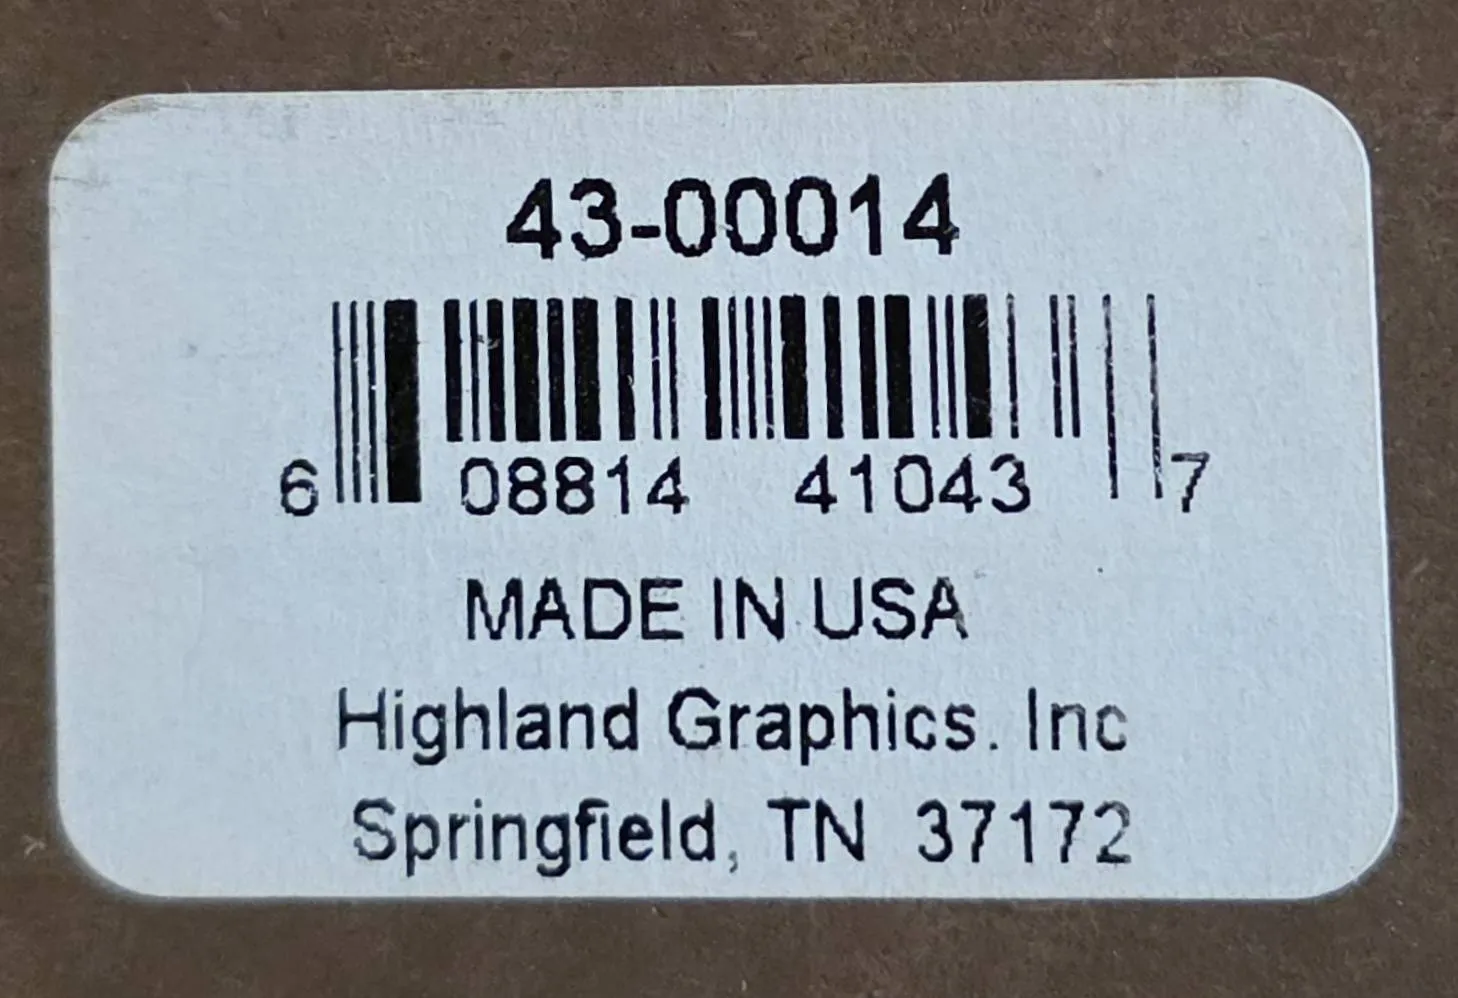 43-00014
6 08814 41043 7
MADE IN USA
Highland Graphics. Inc
Springfield, TN 37172